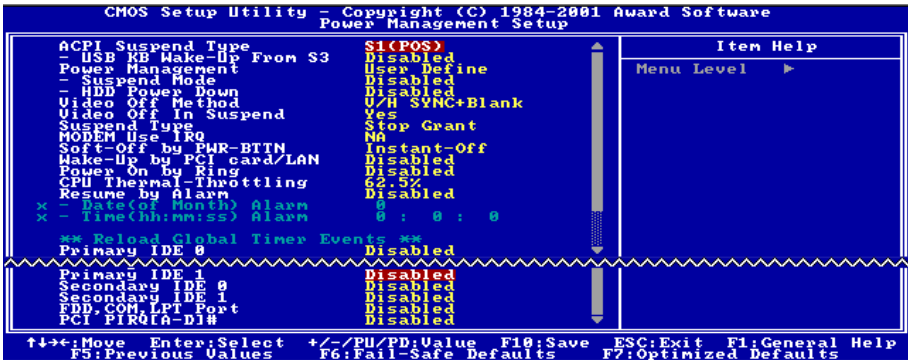 CMOS Setup Utility – Copyright (C) 1984-2001 Award Software
Power Management Setup
ACPI Suspend Type S1(POS) Item Help
- USB KB Wake-Up From S3 Disabled
Power Management User Define Menu Level ►
- Suspend Mode Disabled
- HDD Power Down Disabled
Video Off Method V/H SYNC+Blank
Video Off In Suspend Yes
Suspend Type Stop Grant
MODEM Use IRQ NA
Soft-Off by PWR-BTTN Instant-Off
Wake-Up by PCI card/LAN Disabled
Power On by Ring Disabled
CPU Thermal-Throttling 62.5%
Resume by Alarm Disabled
x - Date(of Month) Alarm 0
x - Time(hh:mm:ss) Alarm 0 : 0 : 0
** Reload Global Timer Events **
Primary IDE 0 Disabled
Primary IDE 1 Disabled
Secondary IDE 0 Disabled
Secondary IDE 1 Disabled
FDD,COM,LPT Port Disabled
PCI PIRQ[A-D]# Disabled
↑↓→←:Move Enter:Select +/-/PU/PD:Value F10:Save ESC:Exit F1:General Help
F5:Previous Values F6:Fail-Safe Defaults F7:Optimized Defaults